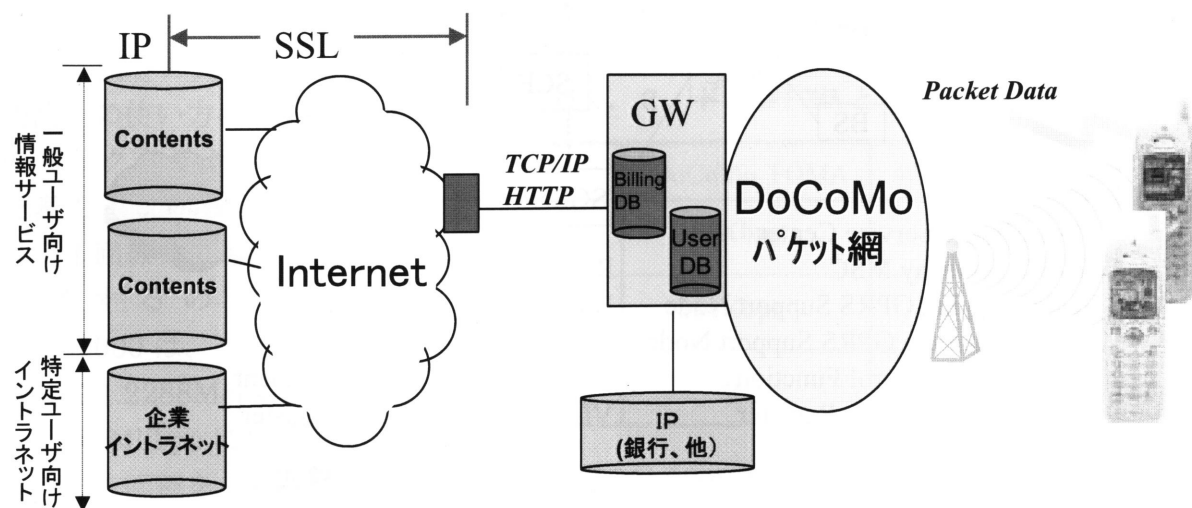 IP
SSL
一般ユーザ向け
情報サービス
Contents
Contents
特定ユーザ向け
イントラネット
企業
イントラネット
Internet
TCP/IP
HTTP
GW
Billing
DB
User
DB
IP
(銀行、他)
DoCoMo
パケット網
Packet Data